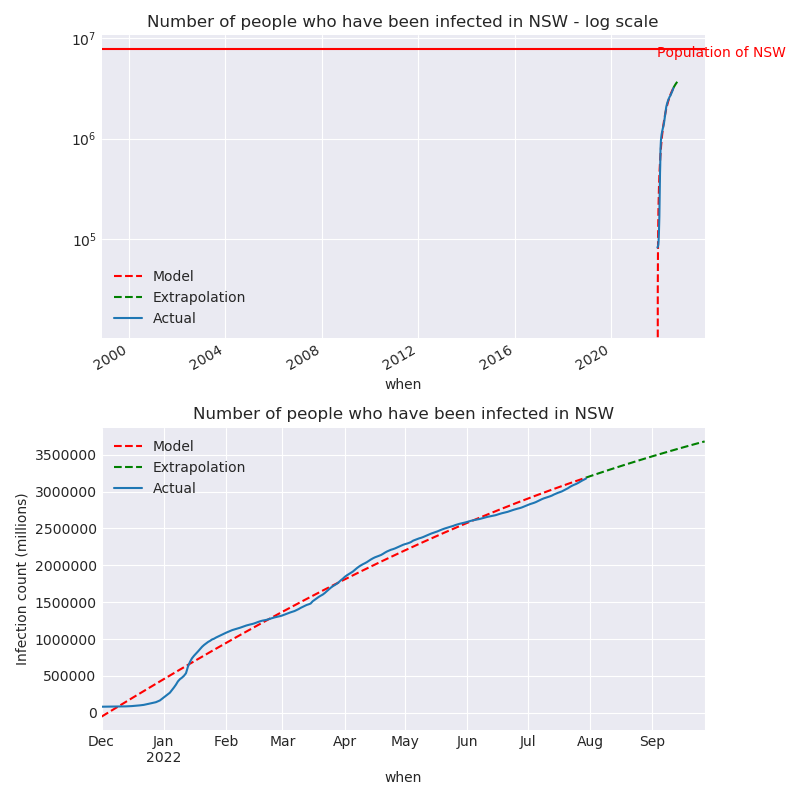 Number of people who have been infected in NSW - log scale
10⁷
Population of NSW
10⁶
10⁵
Model
Extrapolation
Actual
2000 2004 2008 2012 2016 2020
when
Number of people who have been infected in NSW
Infection count (millions)
3500000
3000000
2500000
2000000
1500000
1000000
500000
0
Model
Extrapolation
Actual
Dec Jan Feb Mar Apr May Jun Jul Aug Sep
2022
when